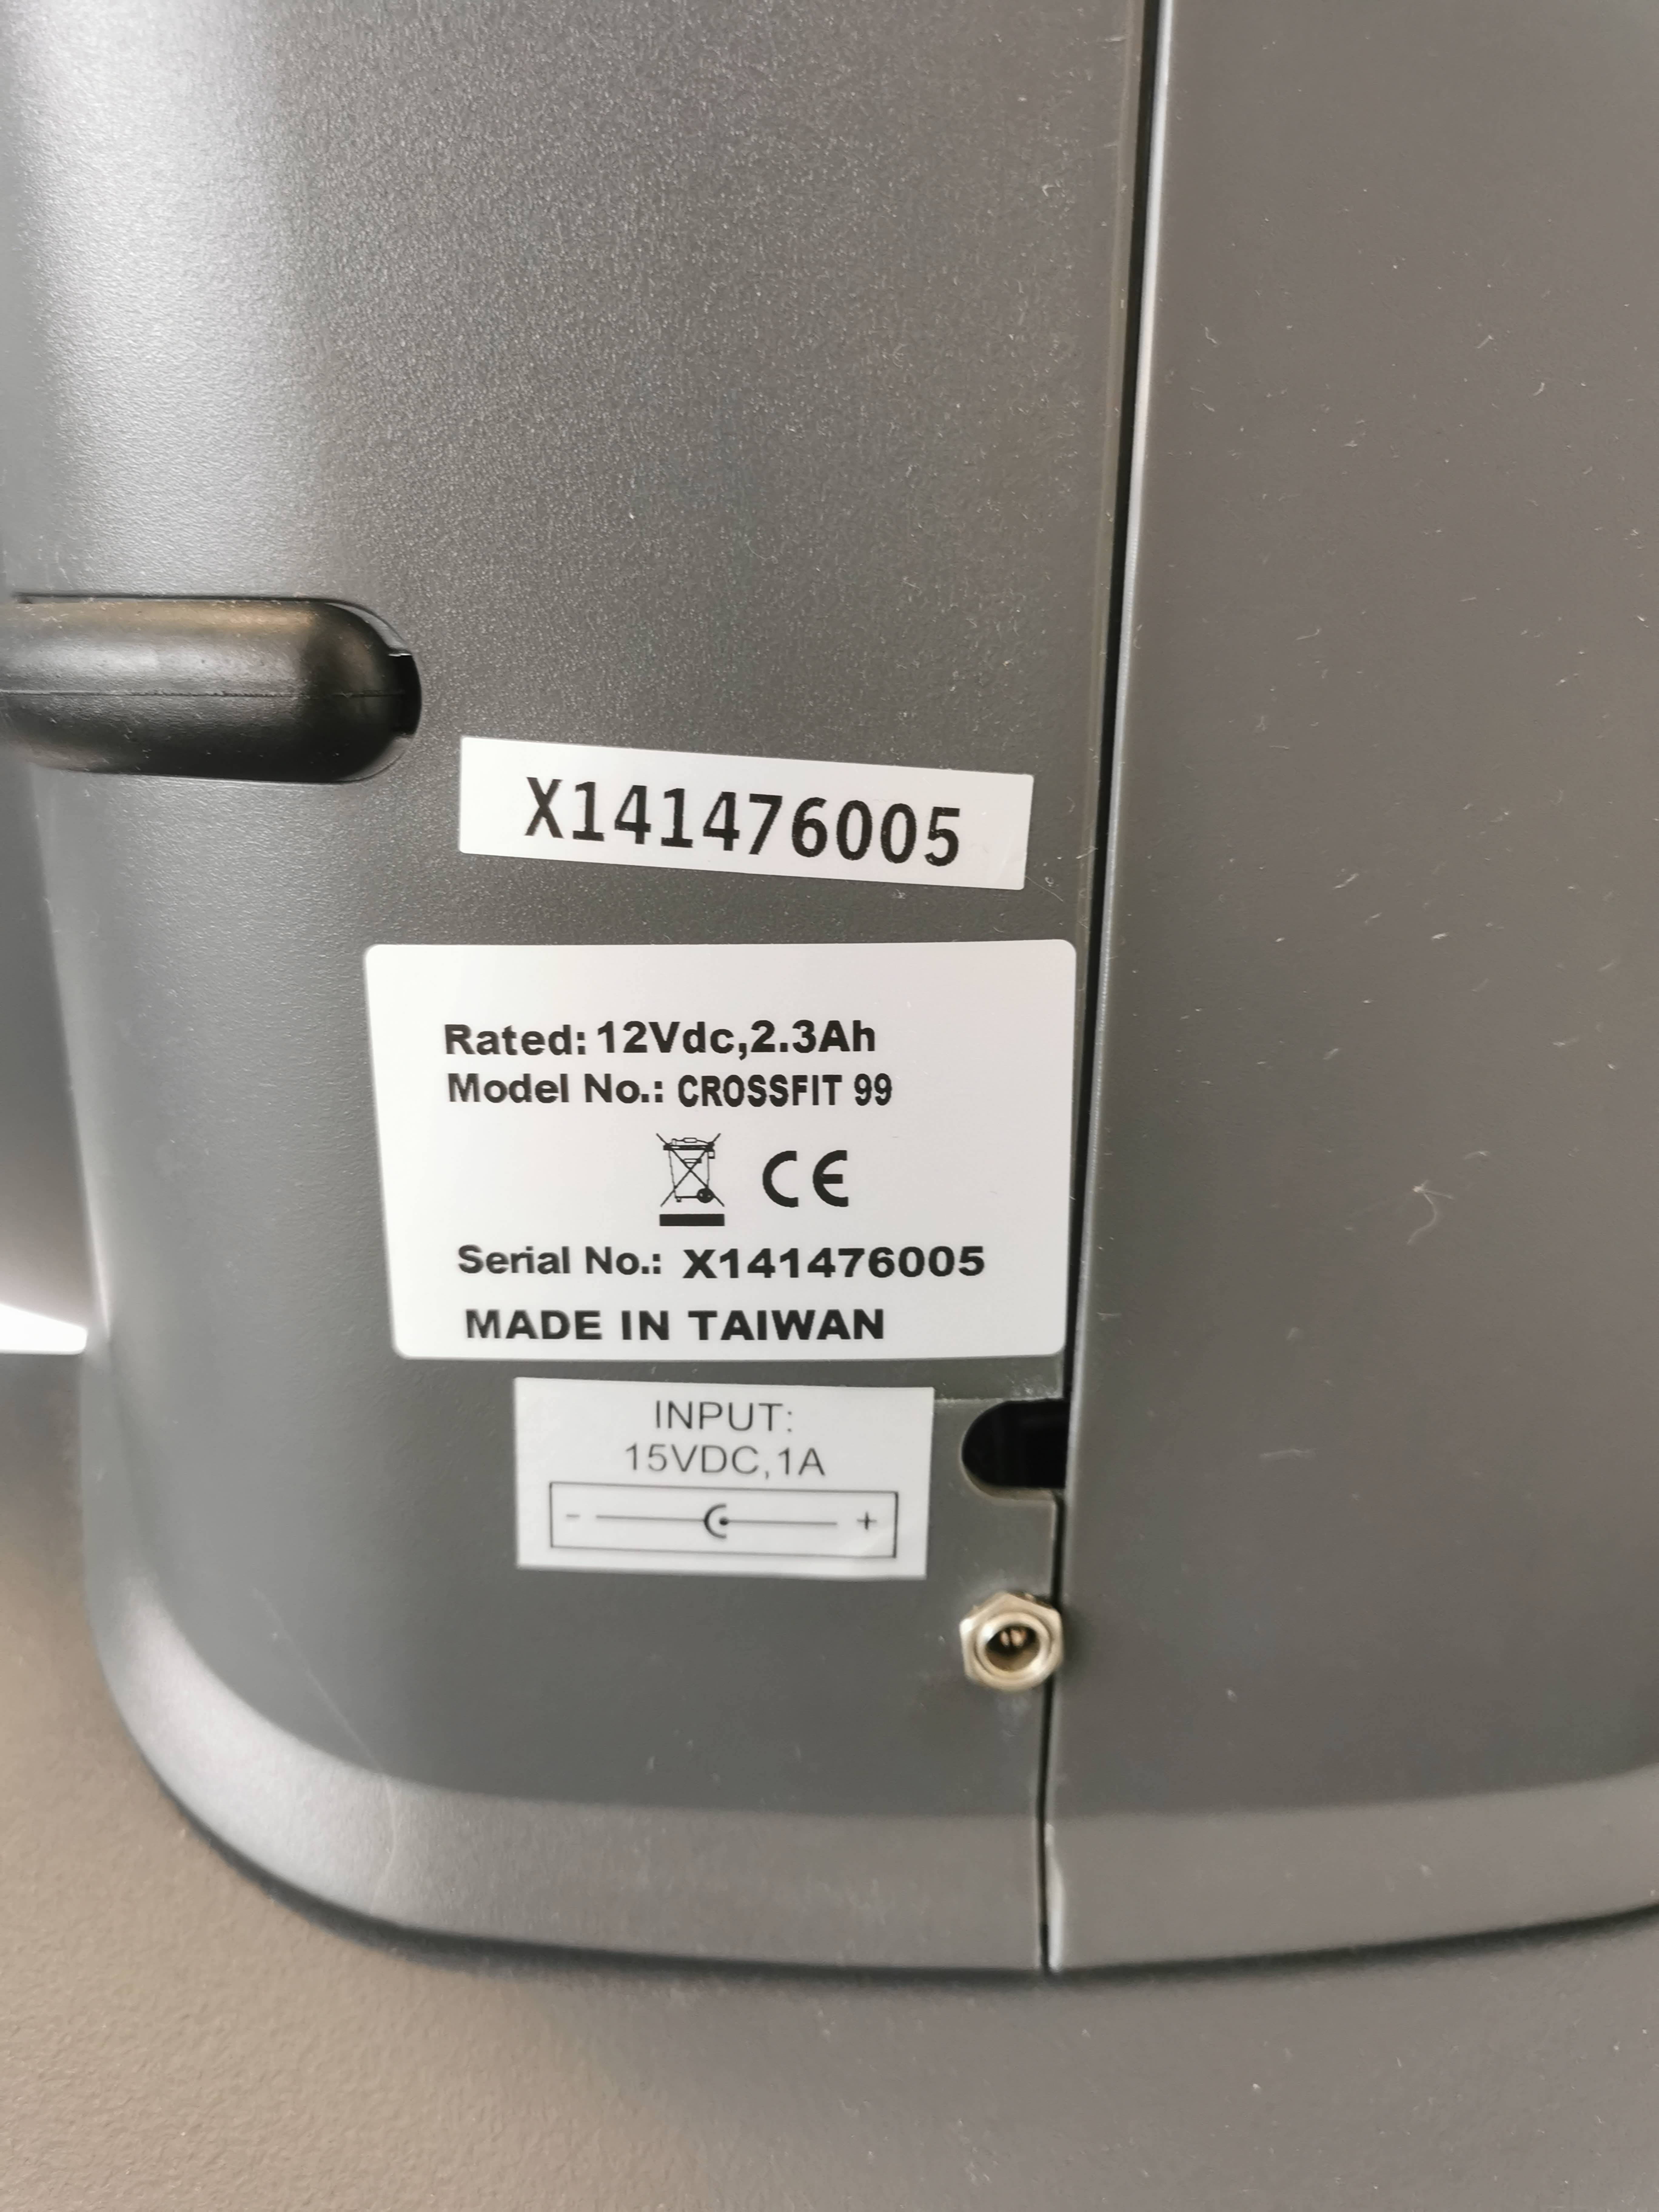 X141476005
Rated: 12Vdc,2.3Ah
Model No.: CROSSFIT 99
CE
Serial No.: X141476005
MADE IN TAIWAN
INPUT:
15VDC,1A
- +